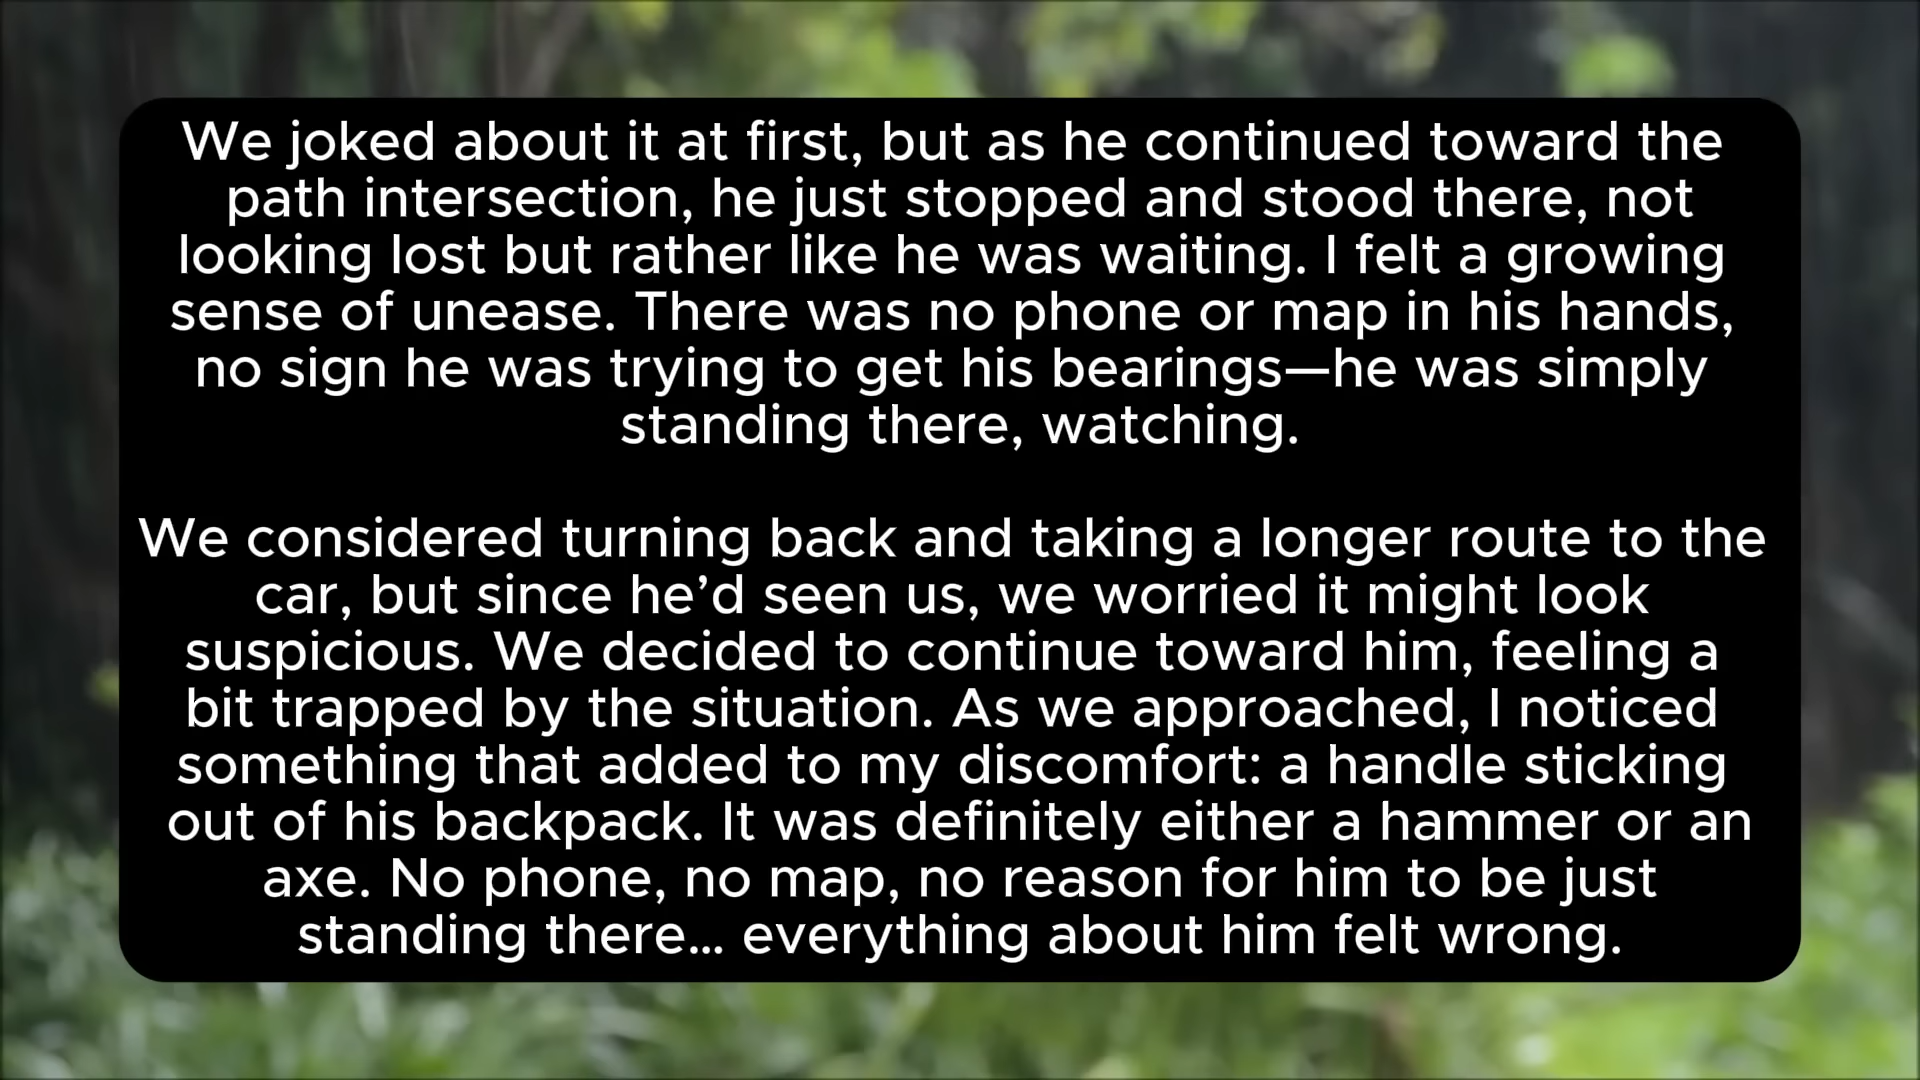 We joked about it at first, but as he continued toward the
path intersection, he just stopped and stood there, not
looking lost but rather like he was waiting. I felt a growing
sense of unease. There was no phone or map in his hands,
no sign he was trying to get his bearings—he was simply
standing there, watching.
We considered turning back and taking a longer route to the
car, but since he’d seen us, we worried it might look
suspicious. We decided to continue toward him, feeling a
bit trapped by the situation. As we approached, I noticed
something that added to my discomfort: a handle sticking
out of his backpack. It was definitely either a hammer or an
axe. No phone, no map, no reason for him to be just
standing there... everything about him felt wrong.